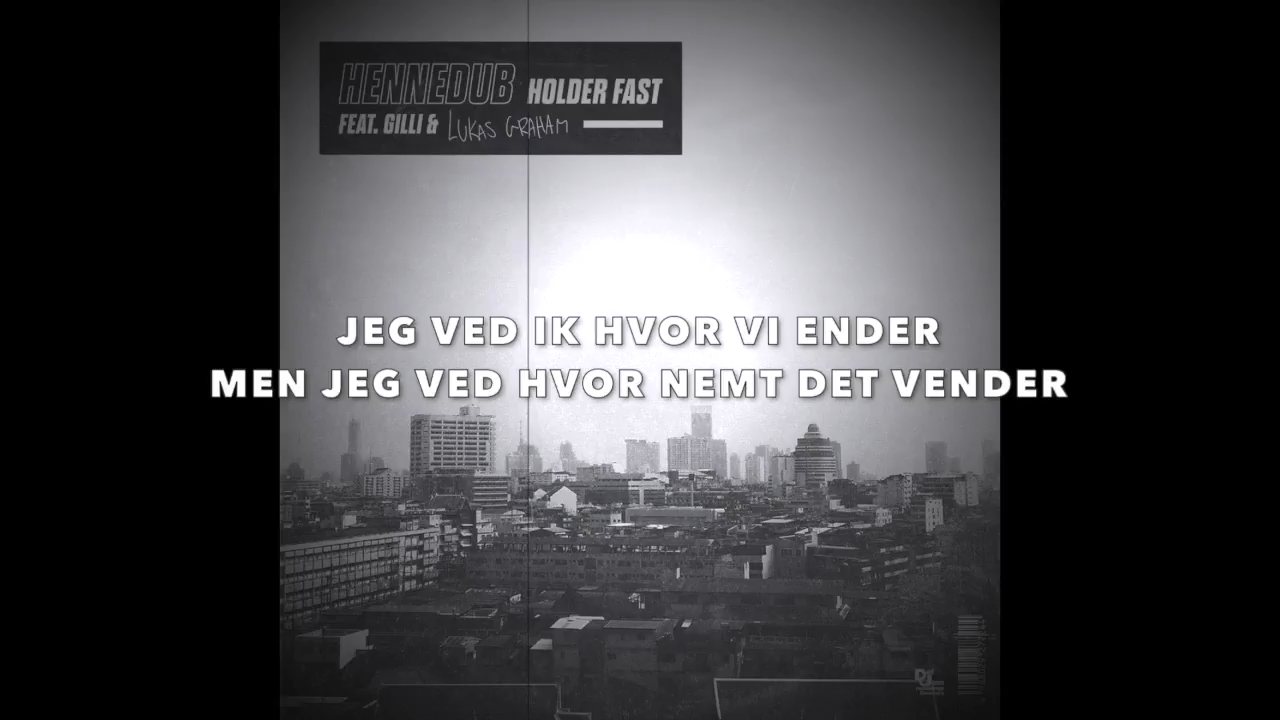 HENNEDUB HOLDER FAST
FEAT. GILLI & LUKAS GRAHAM
JEG VED IK HVOR VI ENDER
MEN JEG VED HVOR NEMT DET VENDER